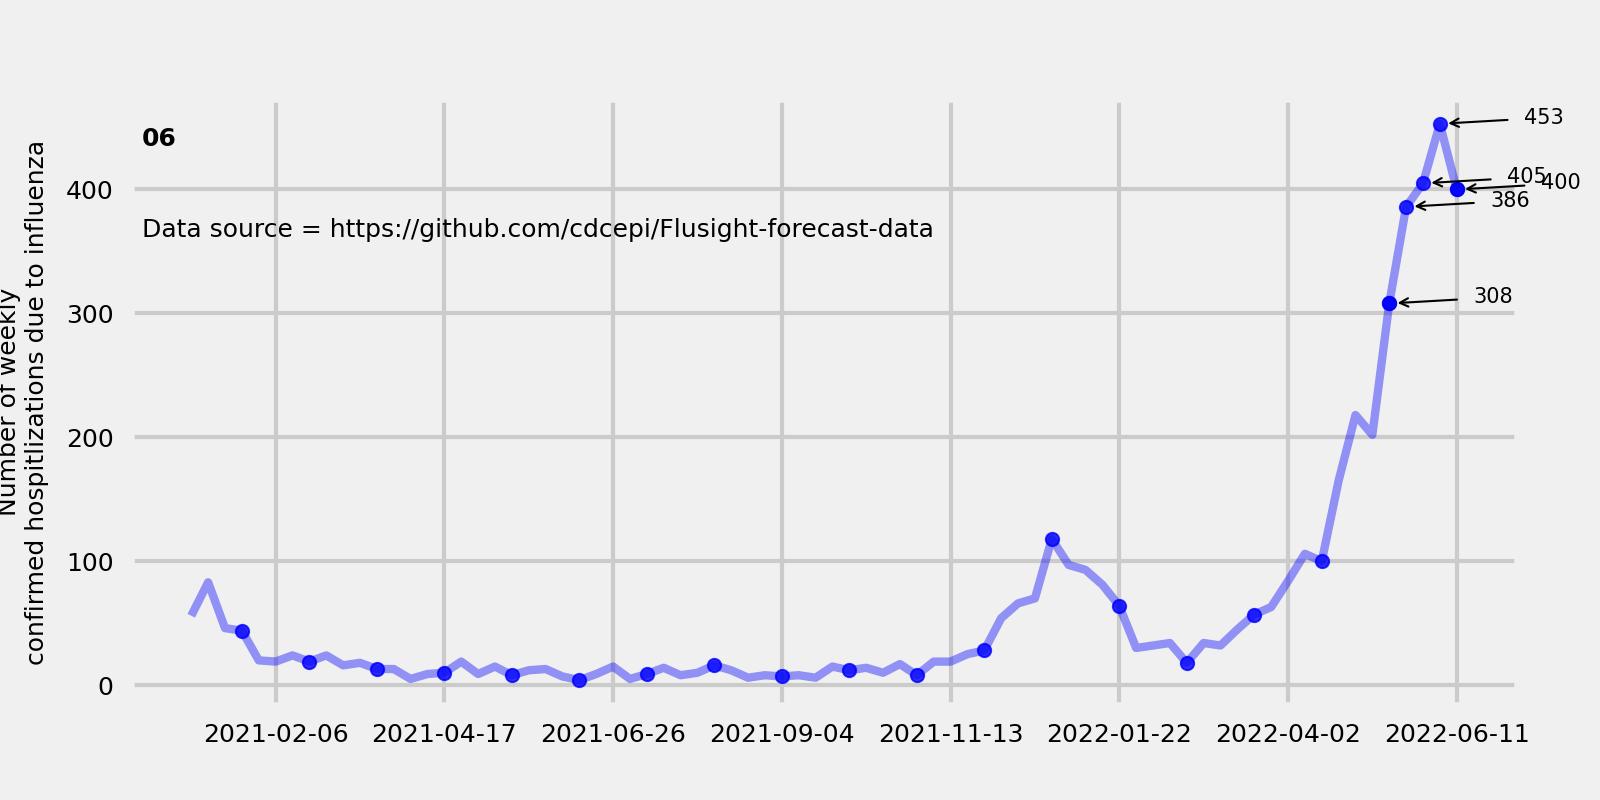 06
Data source = https://github.com/cdcepi/Flusight-forecast-data
Number of weekly
confirmed hospitlizations due to influenza
400
300
200
100
0
453
405
400
386
308
2021-02-06 2021-04-17 2021-06-26 2021-09-04 2021-11-13 2022-01-22 2022-04-02 2022-06-11